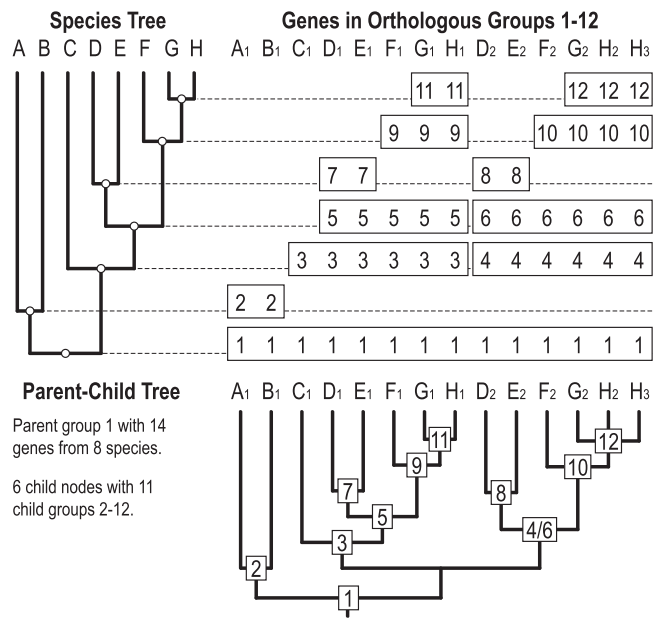 Species Tree
Genes in Orthologous Groups 1-12
A B C D E F G H A1 B1 C1 D1 E1 F1 G1 H1 D2 E2 F2 G2 H2 H3
11 11 12 12 12
9 9 9 10 10 10 10
7 7 8 8
5 5 5 5 5 6 6 6 6 6 6
3 3 3 3 3 3 4 4 4 4 4 4
2 2
1 1 1 1 1 1 1 1 1 1 1 1 1 1
Parent-Child Tree
A1 B1 C1 D1 E1 F1 G1 H1 D2 E2 F2 G2 H2 H3
Parent group 1 with 14
genes from 8 species.
6 child nodes with 11
child groups 2-12.
11 12
9 10
7 8
5
4/6
3
2
1